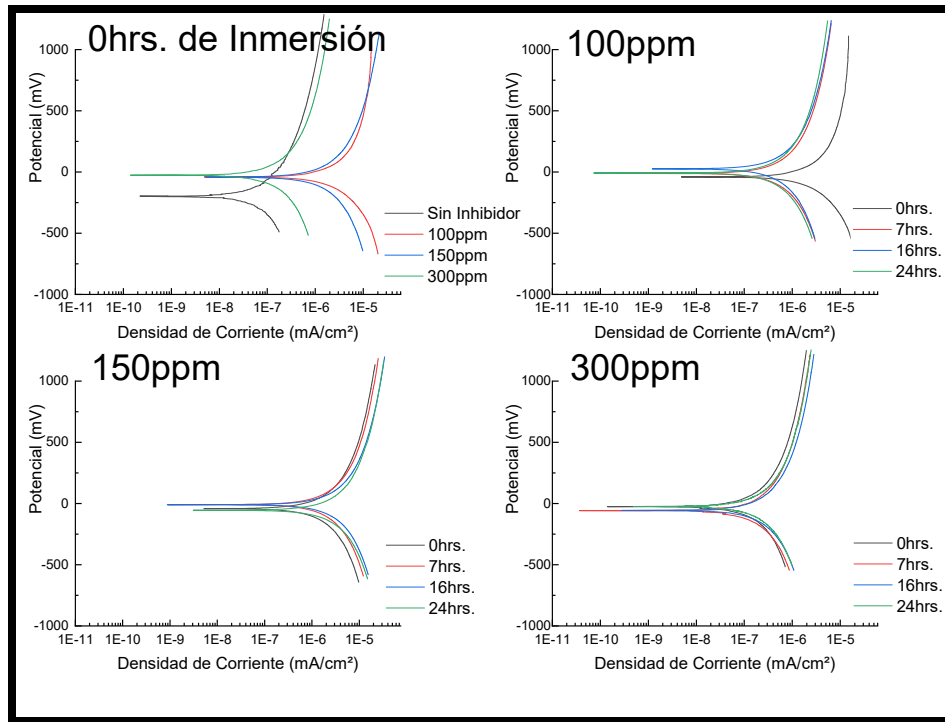 0hrs. de Inmersión
1000
500
0
-500
-1000
Potencial (mV)
Sin Inhibidor
100ppm
150ppm
300ppm
1E-11 1E-10 1E-9 1E-8 1E-7 1E-6 1E-5
Densidad de Corriente (mA/cm²)
100ppm
1000
500
0
-500
-1000
Potencial (mV)
0hrs.
7hrs.
16hrs.
24hrs.
1E-11 1E-10 1E-9 1E-8 1E-7 1E-6 1E-5
Densidad de Corriente (mA/cm²)
150ppm
1000
500
0
-500
-1000
Potencial (mV)
0hrs.
7hrs.
16hrs.
24hrs.
1E-11 1E-10 1E-9 1E-8 1E-7 1E-6 1E-5
Densidad de Corriente (mA/cm²)
300ppm
1000
500
0
-500
-1000
Potencial (mV)
0hrs.
7hrs.
16hrs.
24hrs.
1E-11 1E-10 1E-9 1E-8 1E-7 1E-6 1E-5
Densidad de Corriente (mA/cm²)